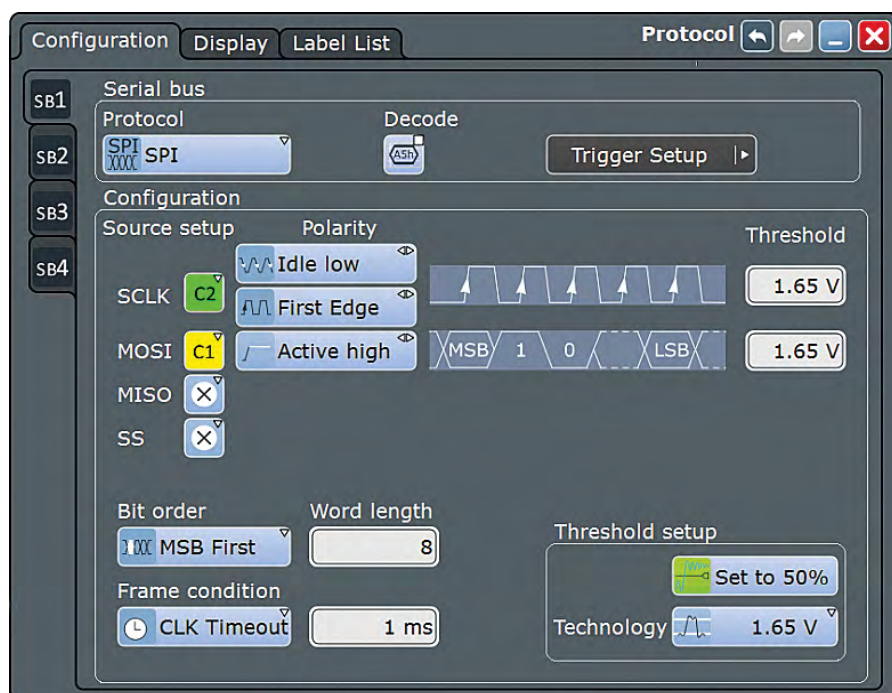 Configuration Display Label List Protocol
SB1
SB2
SB3
SB4
Serial bus
Protocol Decode
SPI SPI A5h Trigger Setup
Configuration
Source setup Polarity Threshold
Idle low
SCLK C2 1.65 V
First Edge
MOSI C1 Active high MSB 1 0 LSB 1.65 V
MISO
SS
Bit order Word length
MSB First 8
Threshold setup
Set to 50%
Frame condition
CLK Timeout 1 ms Technology 1.65 V